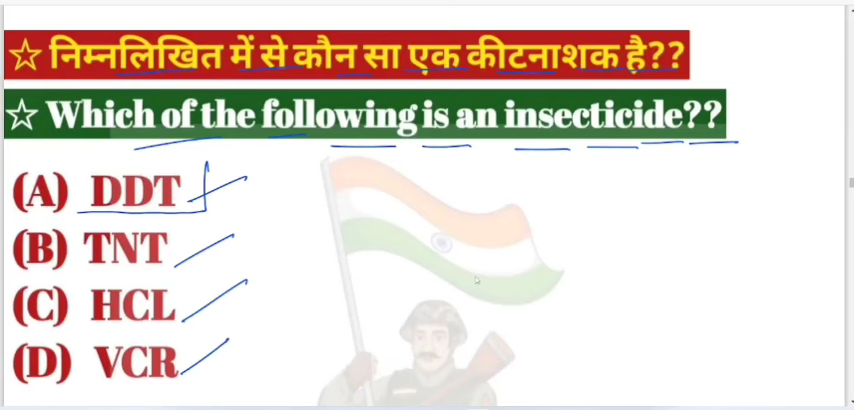 ☆ निम्नलिखित में से कौन सा एक कीटनाशक है??
☆ Which of the following is an insecticide??
(A) DDT
(B) TNT
(C) HCL
(D) VCR